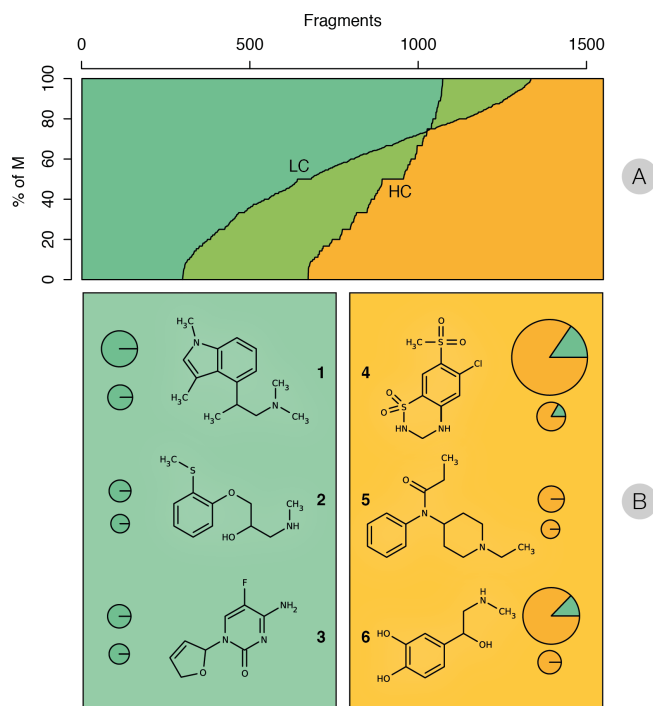 Fragments
0 500 1000 1500
% of M
100
80
60
40
20
0
LC
HC
A
H₃C
N
H₃C
CH₃
N
H₃C
CH₃
1
O
H₃C S O
O
Cl
O
S
O
HN NH
4
H₃C
S
O
CH₃
HO NH
2
CH₃
O
N
N CH₃
5
F
NH₂
N N
O
O
3
H
N
CH₃
HO
OH
HO
6
B